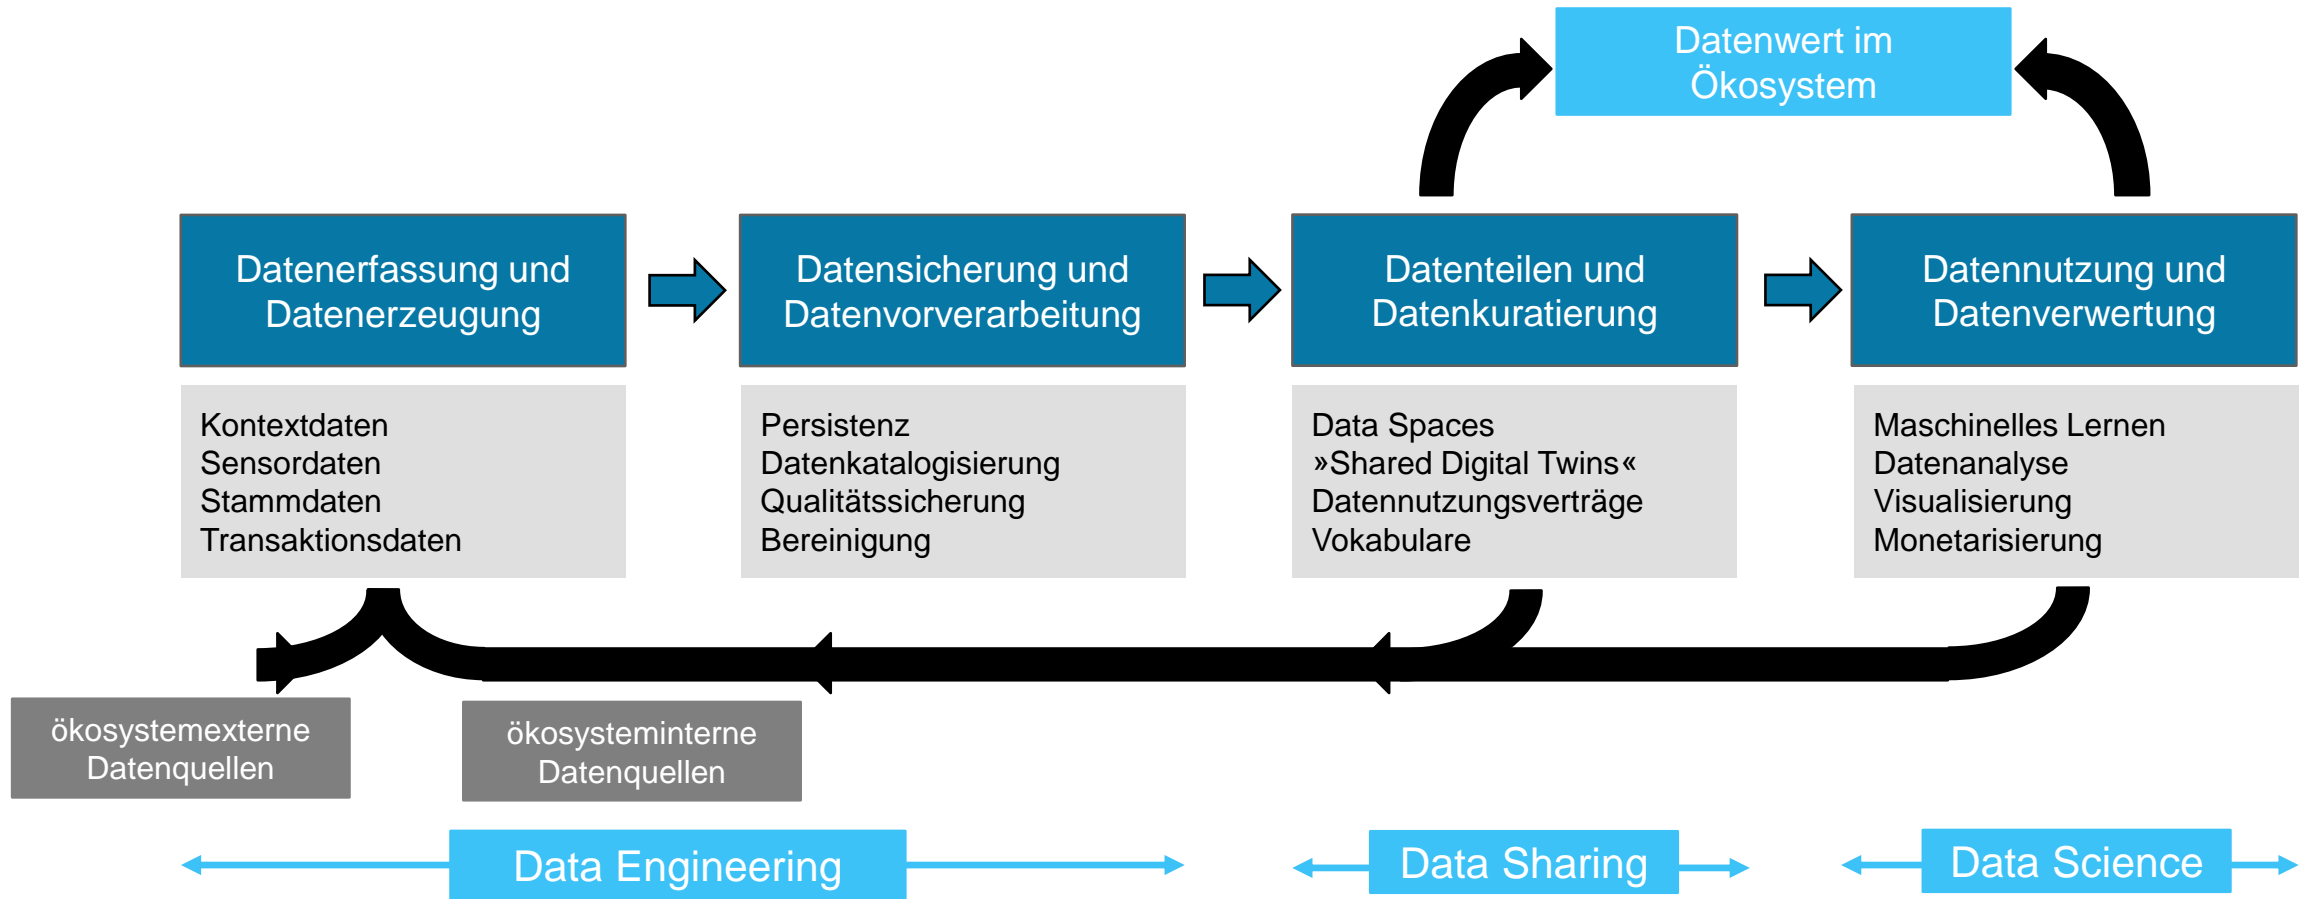 Datenwert im
Ökosystem
Datenerfassung und
Datenerzeugung
Datensicherung und
Datenvorverarbeitung
Datenteilen und
Datenkuratierung
Datennutzung und
Datenverwertung
Kontextdaten
Sensordaten
Stammdaten
Transaktionsdaten
Persistenz
Datenkatalogisierung
Qualitätssicherung
Bereinigung
Data Spaces
»Shared Digital Twins«
Datennutzungsverträge
Vokabulare
Maschinelles Lernen
Datenanalyse
Visualisierung
Monetarisierung
ökosystemexterne
Datenquellen
ökosysteminterne
Datenquellen
Data Engineering
Data Sharing
Data Science